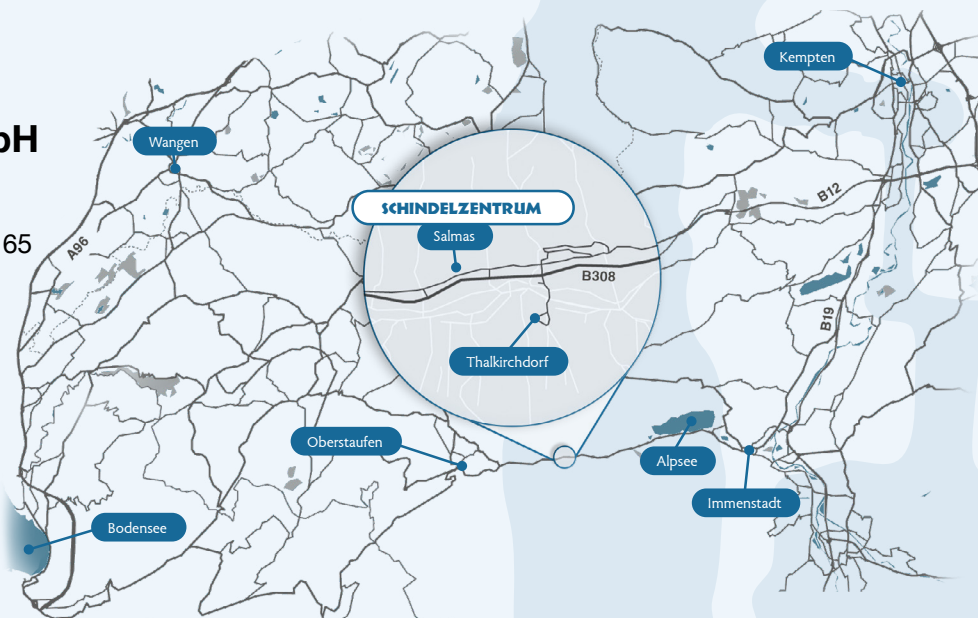 bH
65
Kempten
Wangen
A96
B12
SCHINDELZENTRUM
Salmas
B308
Thalkirchdorf
B19
Oberstaufen
Alpsee
Immenstadt
Bodensee